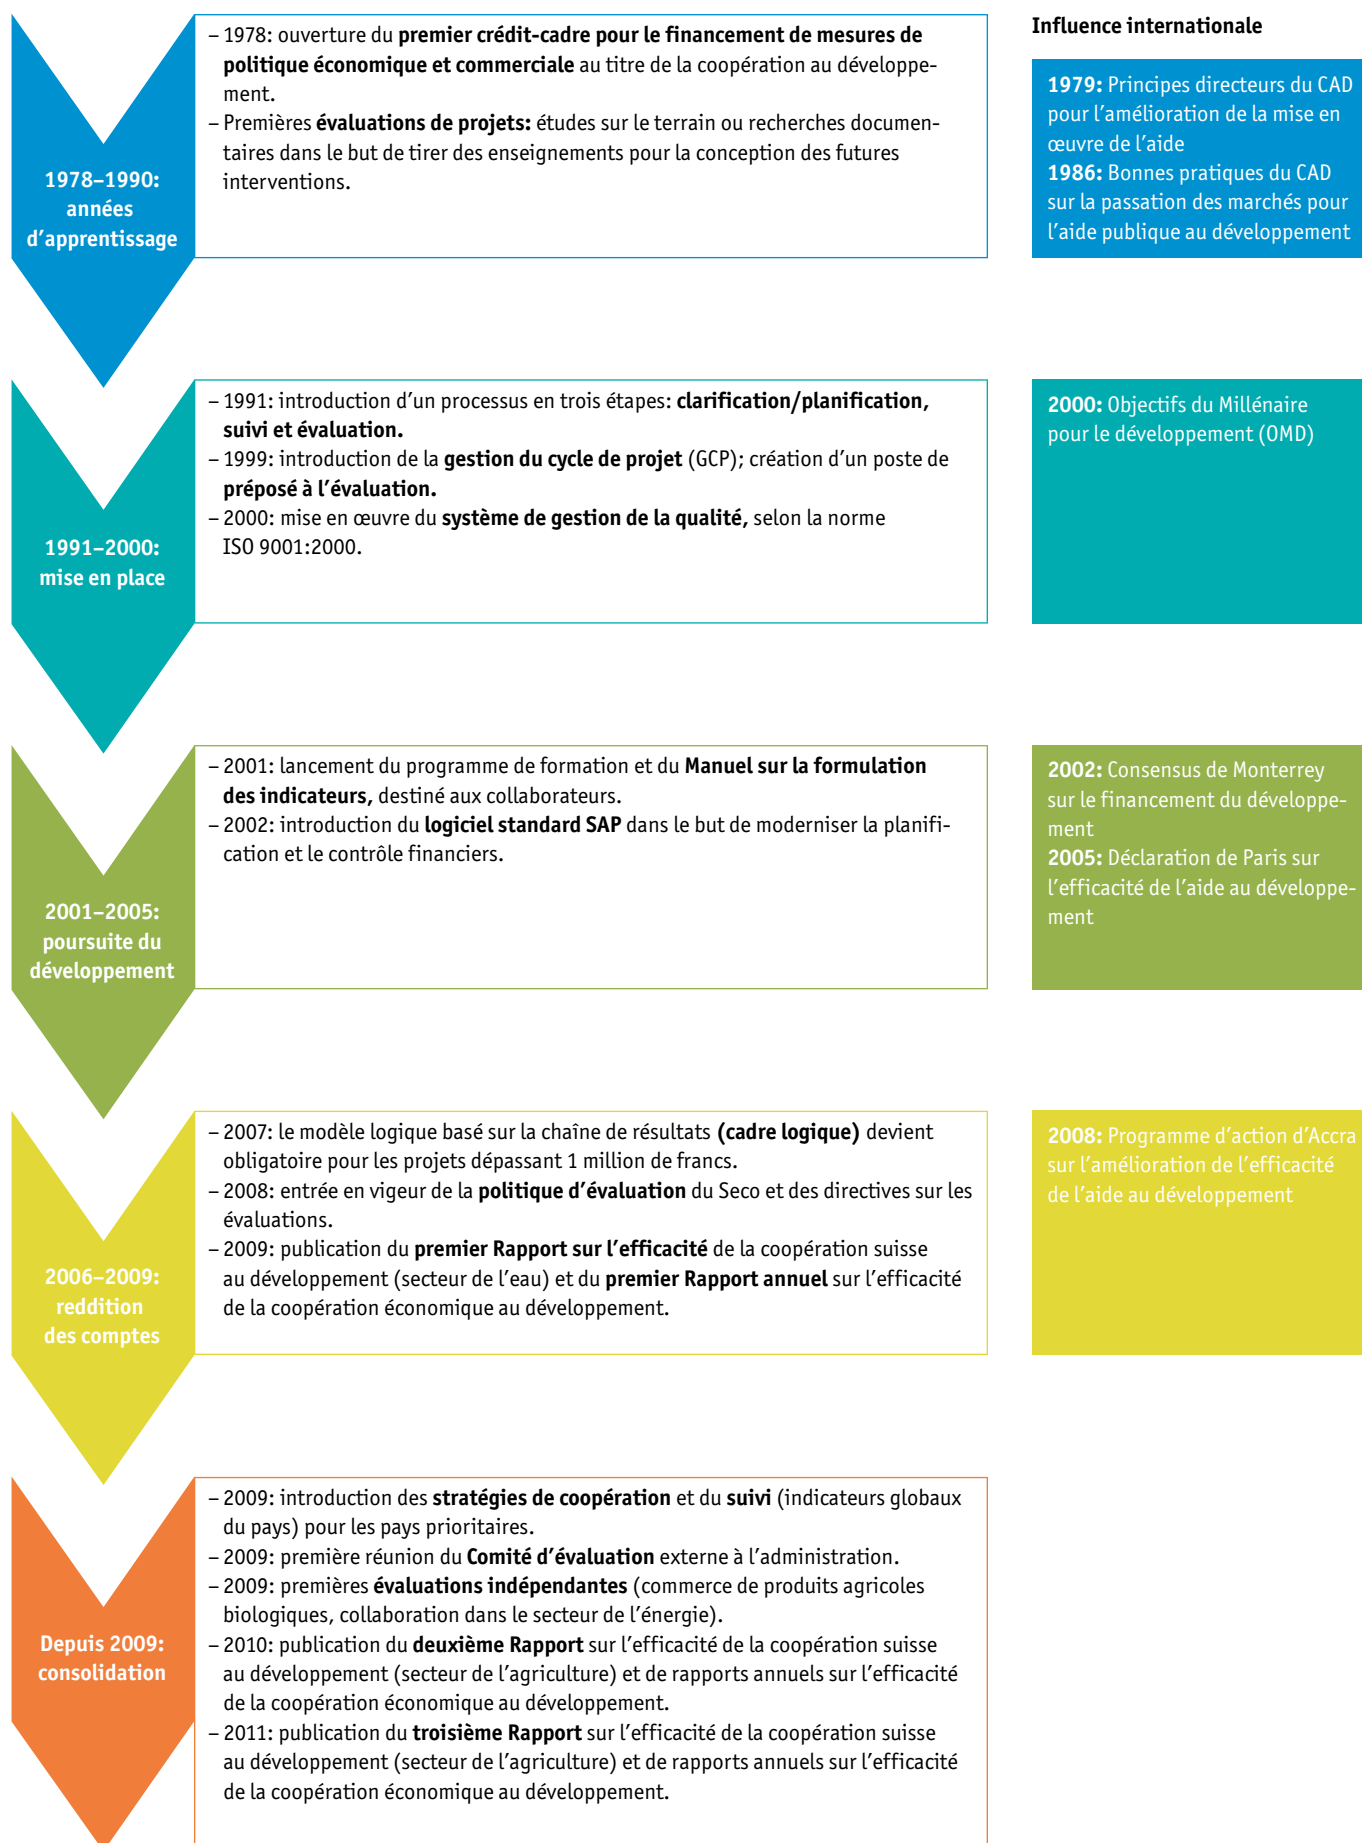 – 1978: ouverture du premier crédit-cadre pour le financement de mesures de
politique économique et commerciale au titre de la coopération au développe-
ment.
– Premières évaluations de projets: études sur le terrain ou recherches documen-
taires dans le but de tirer des enseignements pour la conception des futures
interventions.
1978–1990:
années
d’apprentissage
Influence internationale
1979: Principes directeurs du CAD
pour l’amélioration de la mise en
œuvre de l’aide
1986: Bonnes pratiques du CAD
sur la passation des marchés pour
l’aide publique au développement
– 1991: introduction d’un processus en trois étapes: clarification/planification,
suivi et évaluation.
– 1999: introduction de la gestion du cycle de projet (GCP); création d’un poste de
préposé à l’évaluation.
– 2000: mise en œuvre du système de gestion de la qualité, selon la norme
ISO 9001:2000.
1991–2000:
mise en place
2000: Objectifs du Millénaire
pour le développement (OMD)
– 2001: lancement du programme de formation et du Manuel sur la formulation
des indicateurs, destiné aux collaborateurs.
– 2002: introduction du logiciel standard SAP dans le but de moderniser la planifi-
cation et le contrôle financiers.
2001–2005:
poursuite du
développement
2002: Consensus de Monterrey
sur le financement du développe-
ment
2005: Déclaration de Paris sur
l’efficacité de l’aide au développe-
ment
– 2007: le modèle logique basé sur la chaîne de résultats (cadre logique) devient
obligatoire pour les projets dépassant 1 million de francs.
– 2008: entrée en vigeur de la politique d’évaluation du Seco et des directives sur les
évaluations.
– 2009: publication du premier Rapport sur l’efficacité de la coopération suisse
au développement (secteur de l’eau) et du premier Rapport annuel sur l’efficacité
de la coopération économique au développement.
2006–2009:
reddition
des comptes
2008: Programme d’action d’Accra
sur l’amélioration de l’efficacité
de l’aide au développement
– 2009: introduction des stratégies de coopération et du suivi (indicateurs globaux
du pays) pour les pays prioritaires.
– 2009: première réunion du Comité d’évaluation externe à l’administration.
– 2009: premières évaluations indépendantes (commerce de produits agricoles
biologiques, collaboration dans le secteur de l’énergie).
– 2010: publication du deuxième Rapport sur l’efficacité de la coopération suisse
au développement (secteur de l’agriculture) et de rapports annuels sur l’efficacité
de la coopération économique au développement.
– 2011: publication du troisième Rapport sur l’efficacité de la coopération suisse
au développement (secteur de l’agriculture) et de rapports annuels sur l’efficacité
de la coopération économique au développement.
Depuis 2009:
consolidation